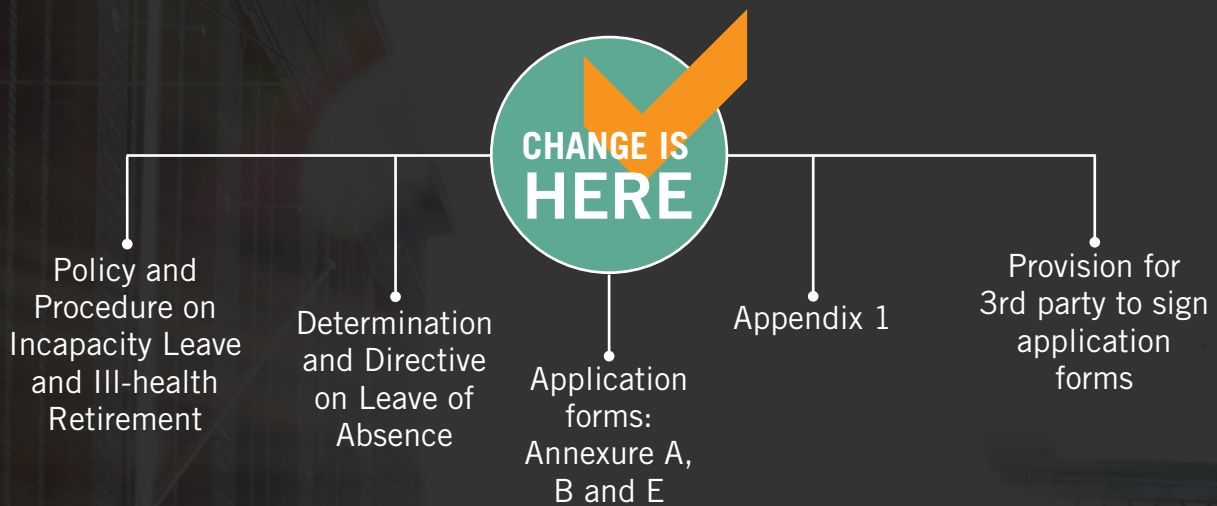 CHANGE IS
HERE
Policy and
Procedure on
Incapacity Leave
and Ill-health
Retirement
Determination
and Directive
on Leave of
Absence
Application
forms:
Annexure A,
B and E
Appendix 1
Provision for
3rd party to sign
application
forms